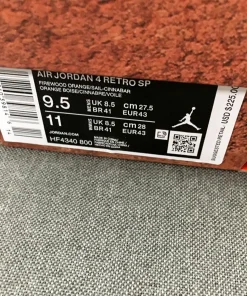 AIR JORDAN 4 RETRO SP
FIREWOOD ORANGE/SAIL-CINNABAR
ORANGE BOISE/CINNABRE/VOILE
9.5
UK 8.5
BR 41
cm 27.5
EUR 43
11
UK 8.5
BR 41
cm 28
EUR 43
JORDAN.COM
HF4340 800
SUGGESTED RETAIL
USD $225.00